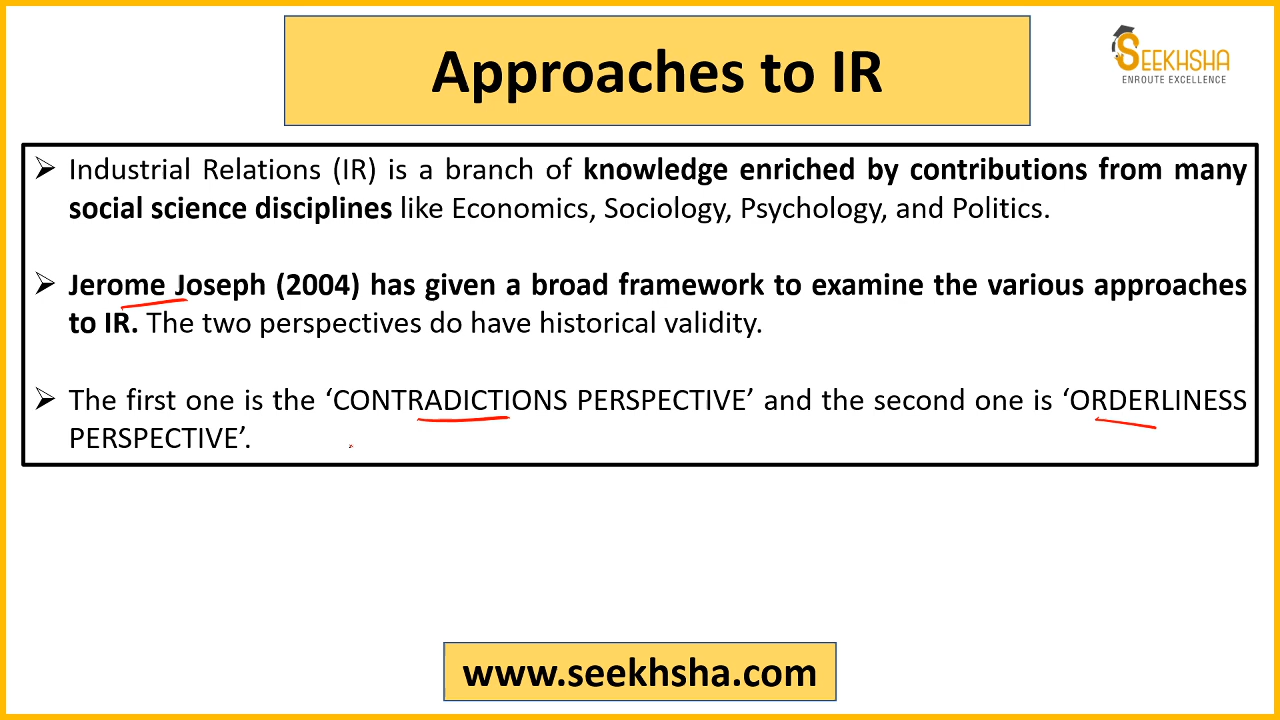 Approaches to IR
SEEKHSHA
ENROUTE EXCELLENCE
➢ Industrial Relations (IR) is a branch of knowledge enriched by contributions from many
social science disciplines like Economics, Sociology, Psychology, and Politics.
➢ Jerome Joseph (2004) has given a broad framework to examine the various approaches
to IR. The two perspectives do have historical validity.
➢ The first one is the ‘CONTRADICTIONS PERSPECTIVE’ and the second one is ‘ORDERLINESS
PERSPECTIVE’.
www.seekhsha.com